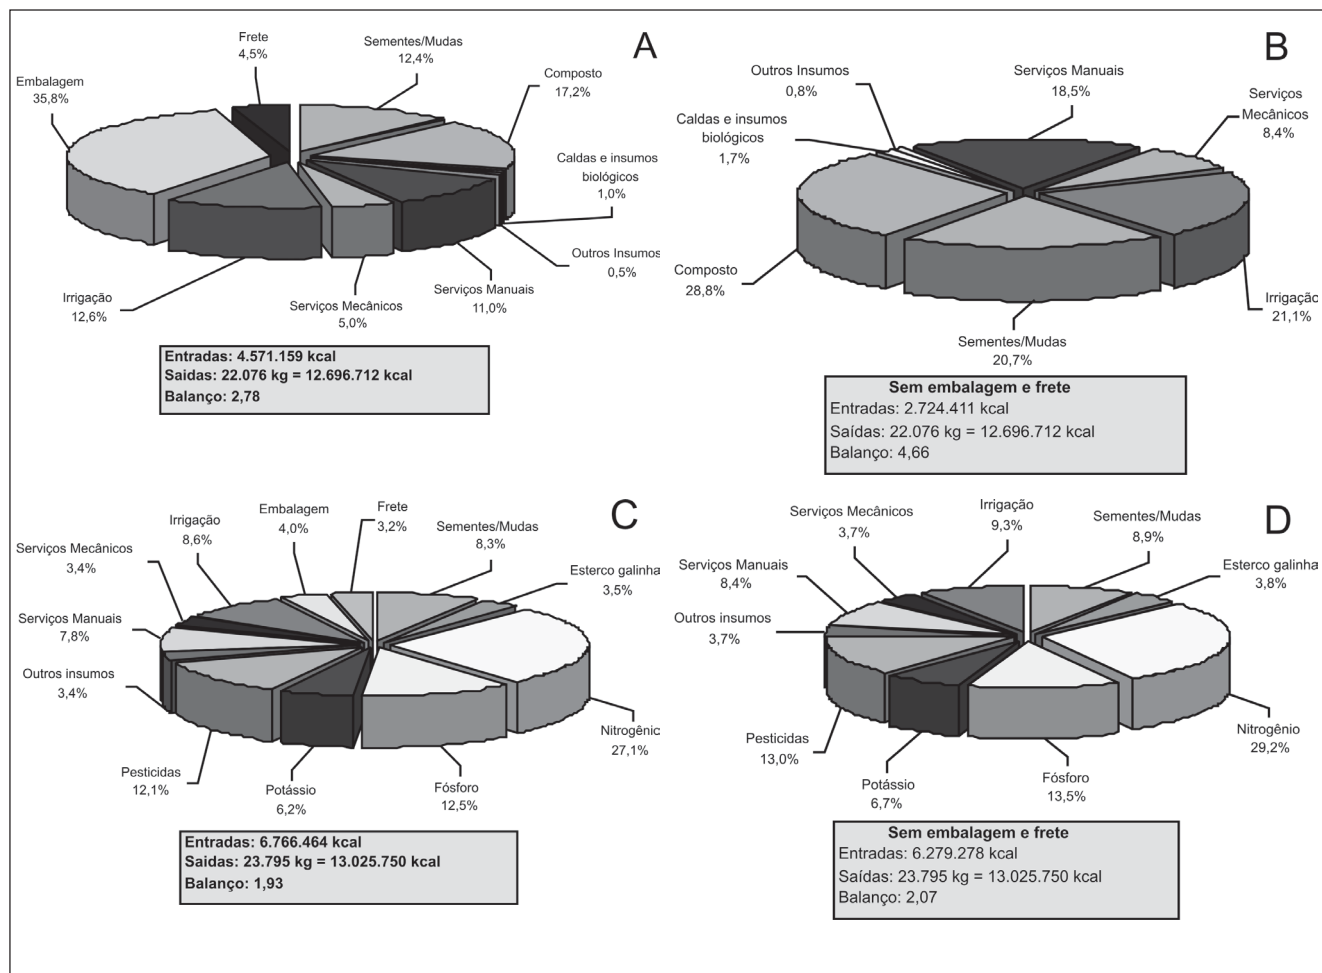 A
Frete
4,5%
Sementes/Mudas
12,4%
Composto
17,2%
Embalagem
35,8%
Caldas e insumos
biológicos
1,0%
Outros Insumos
0,5%
Serviços Manuais
11,0%
Serviços Mecânicos
5,0%
Irrigação
12,6%
Entradas: 4.571.159 kcal
Saidas: 22.076 kg = 12.696.712 kcal
Balanço: 2,78
B
Outros Insumos
0,8%
Serviços Manuais
18,5%
Serviços
Mecânicos
8,4%
Caldas e insumos
biológicos
1,7%
Composto
28,8%
Irrigação
21,1%
Sementes/Mudas
20,7%
Sem embalagem e frete
Entradas: 2.724.411 kcal
Saídas: 22.076 kg = 12.696.712 kcal
Balanço: 4,66
C
Frete
3,2%
Embalagem
4,0%
Irrigação
8,6%
Sementes/Mudas
8,3%
Serviços Mecânicos
3,4%
Esterco galinha
3,5%
Serviços Manuais
7,8%
Outros insumos
3,4%
Nitrogênio
27,1%
Pesticidas
12,1%
Potássio
6,2%
Fósforo
12,5%
Entradas: 6.766.464 kcal
Saidas: 23.795 kg = 13.025.750 kcal
Balanço: 1,93
D
Irrigação
9,3%
Serviços Mecânicos
3,7%
Sementes/Mudas
8,9%
Serviços Manuais
8,4%
Esterco galinha
3,8%
Outros insumos
3,7%
Nitrogênio
29,2%
Pesticidas
13,0%
Potássio
6,7%
Fósforo
13,5%
Sem embalagem e frete
Entradas: 6.279.278 kcal
Saídas: 23.795 kg = 13.025.750 kcal
Balanço: 2,07